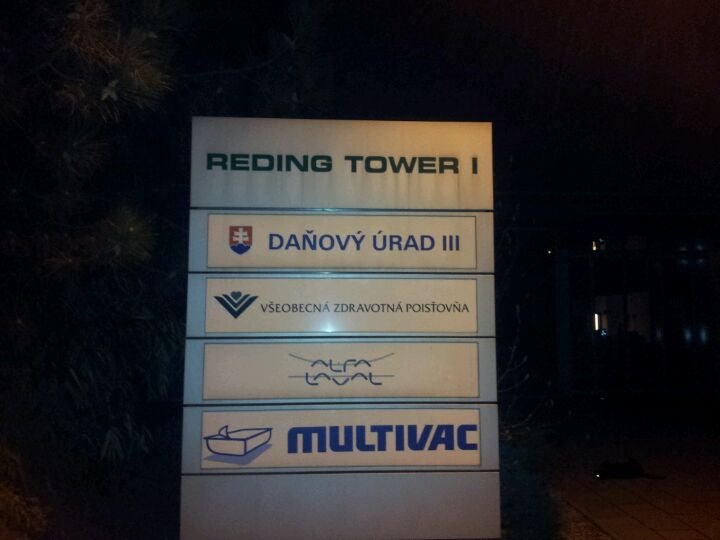 REDING TOWER I
DAŇOVÝ ÚRAD III
VŠEOBECNÁ ZDRAVOTNÁ POISŤOVŇA
ALFA
LAVAL
MULTIVAC